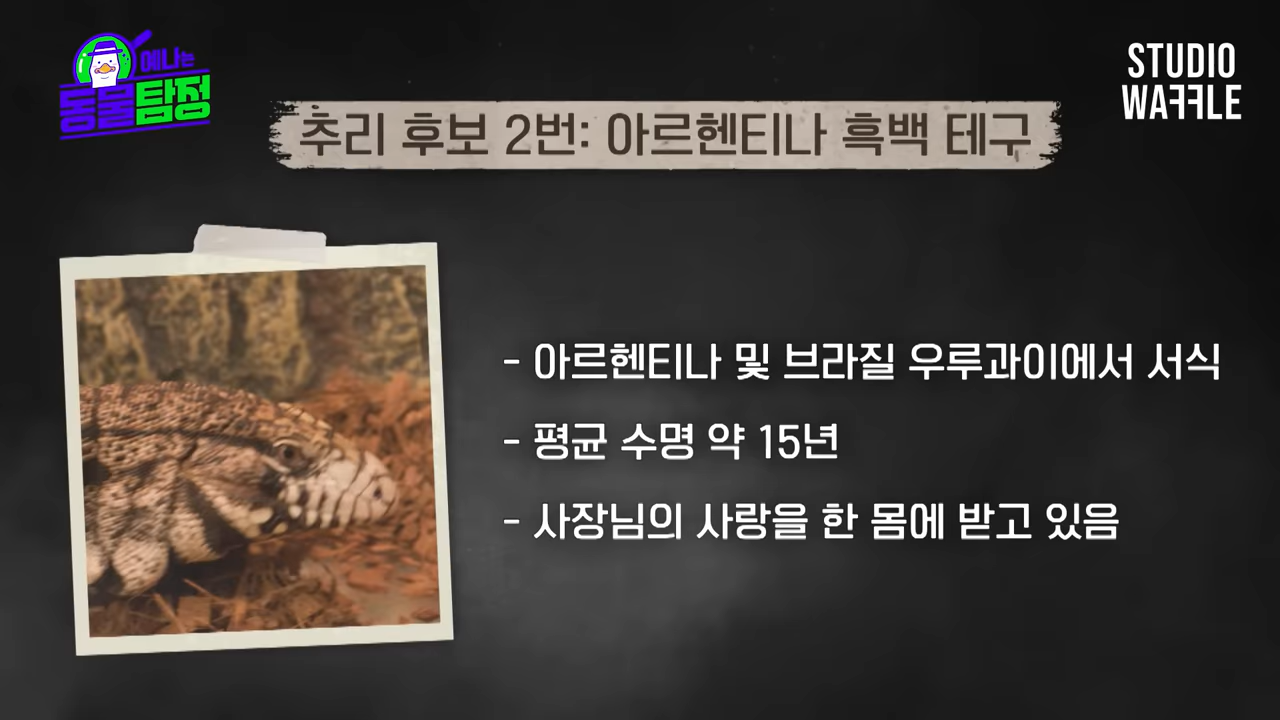 에나는
동물탐정
STUDIO
WAFFLE
추리 후보 2번: 아르헨티나 흑백 테구
- 아르헨티나 및 브라질 우루과이에서 서식
- 평균 수명 약 15년
- 사장님의 사랑을 한 몸에 받고 있음